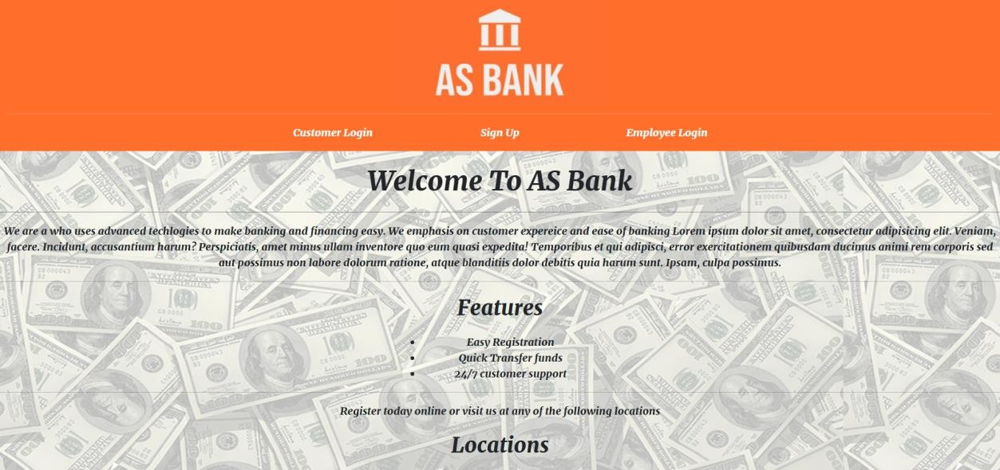 AS BANK
Customer Login
Sign Up
Employee Login
Welcome To AS Bank
We are a who uses advanced techlogies to make banking and financing easy. We emphasis on customer expereice and ease of banking Lorem ipsum dolor sit amet, consectetur adipisicing elit. Veniam,
facere. Incidunt, accusantium harum? Perspiciatis, amet minus ullam inventore quo eum quasi expedita! Temporibus et qui adipisci, error exercitationem quibusdam ducimus animi rem corporis sed
aut possimus non labore dolorum ratione, atque blanditiis dolor debitis quia harum sunt. Ipsam, culpa possimus.
Features
• Easy Registration
• Quick Transfer funds
• 24/7 customer support
Register today online or visit us at any of the following locations
Locations